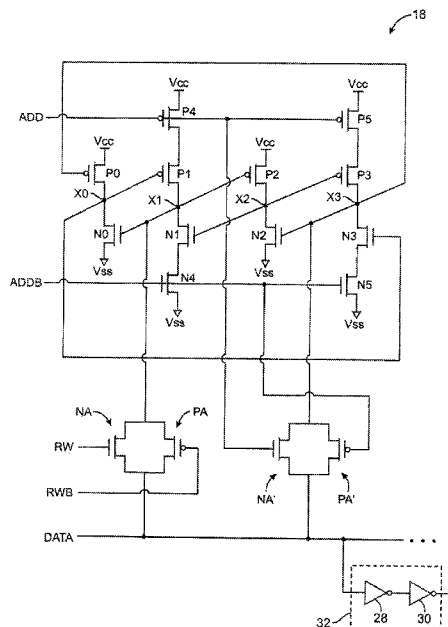 18
Vcc Vcc
ADD P4 P5
Vcc Vcc
P0 P1 P2 P3
X0 X1 X2 X3
N0 N1 N2 N3
Vss Vss
ADDB N4 N5
Vss Vss
NA PA
RW
RWB
NA' PA'
DATA
32 28 30